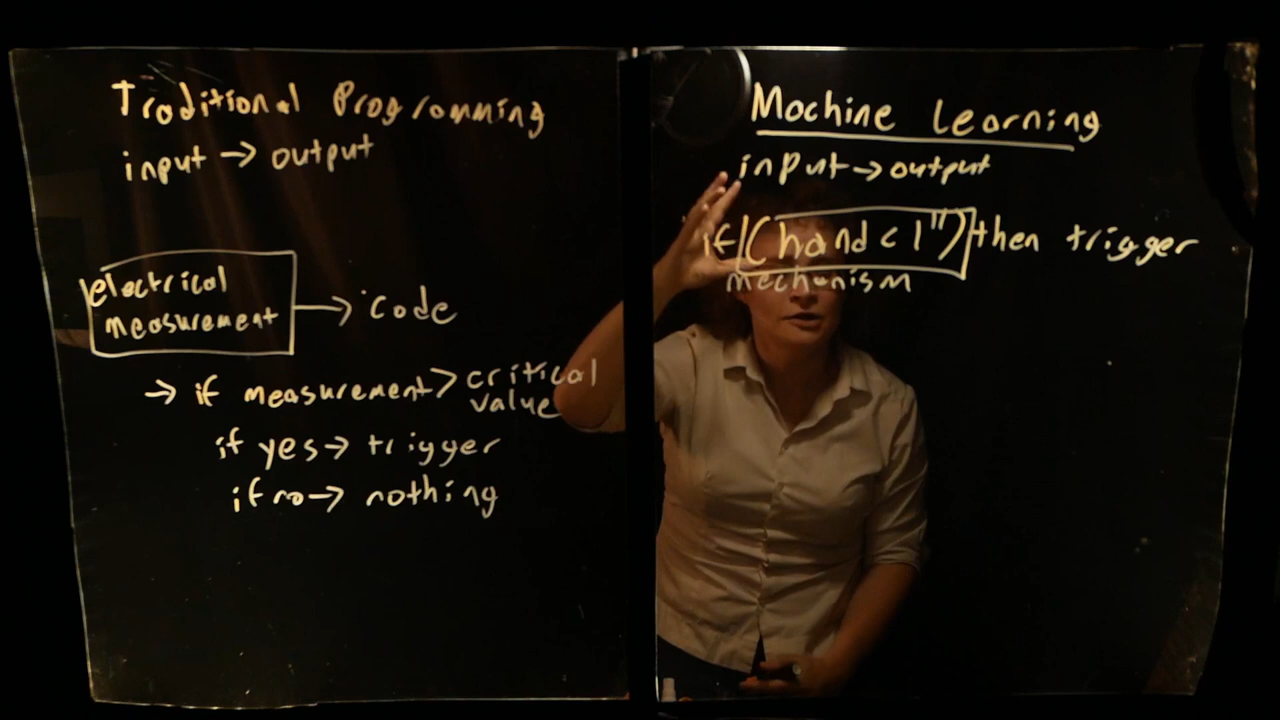 Traditional Programming
input → output
electrical
measurement → code
→ if measurement > critical
value
if yes → trigger
if no → nothing
Machine Learning
input → output
if (hand < 1") then trigger
mechanism